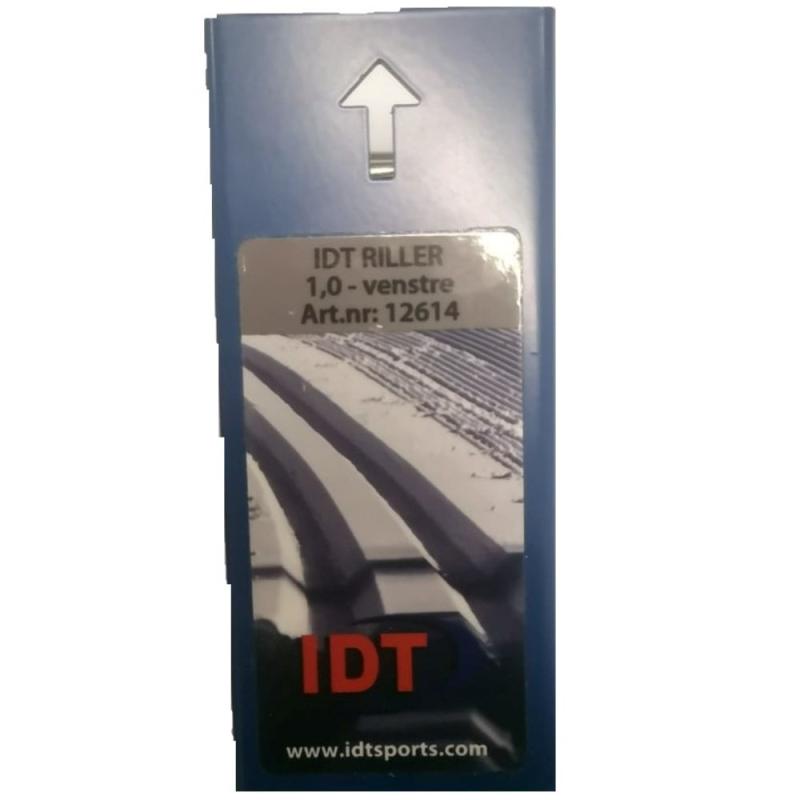 IDT RILLER
1,0 - venstre
Art.nr: 12614
IDT
www.idtsports.com